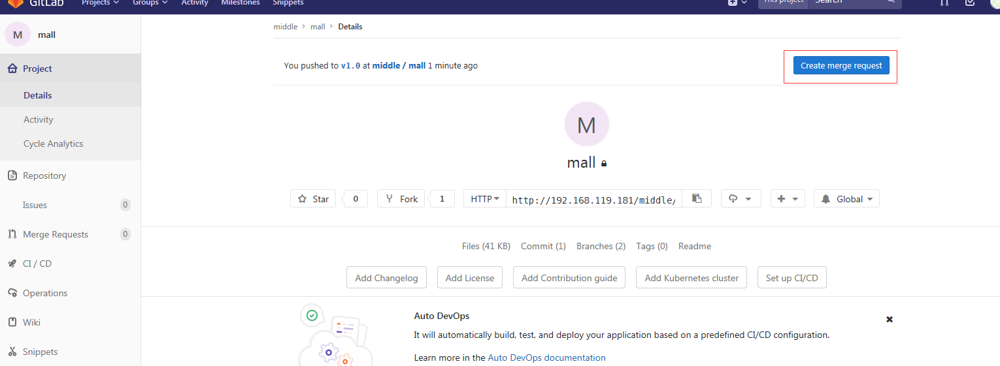 GitLab Projects Groups Activity Milestones Snippets This project Search
M mall
Project
Details
Activity
Cycle Analytics
Repository
Issues 0
Merge Requests 0
CI / CD
Operations
Wiki
Snippets
middle > mall > Details
You pushed to v1.0 at middle / mall 1 minute ago Create merge request
M
mall
Star 0 Fork 1 HTTP http://192.168.119.181/middle/ Global
Files (41 KB) Commit (1) Branches (2) Tags (0) Readme
Add Changelog Add License Add Contribution guide Add Kubernetes cluster Set up CI/CD
Auto DevOps
It will automatically build, test, and deploy your application based on a predefined CI/CD configuration.
Learn more in the Auto DevOps documentation